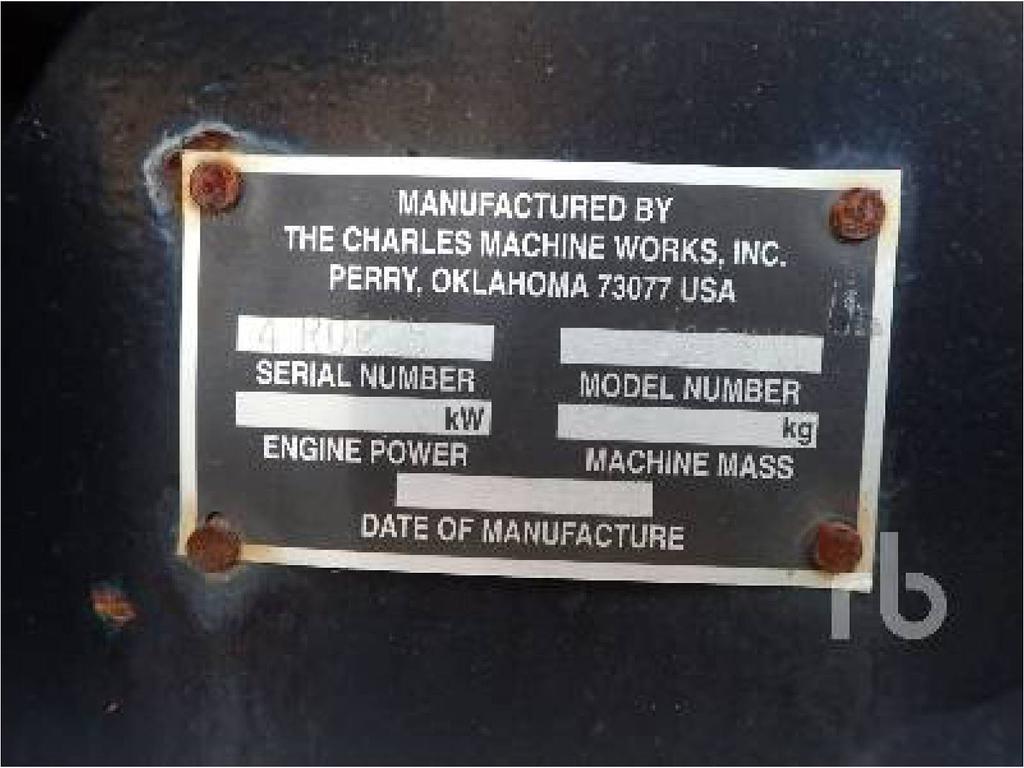 MANUFACTURED BY
THE CHARLES MACHINE WORKS, INC.
PERRY, OKLAHOMA 73077 USA
SERIAL NUMBER
MODEL NUMBER
kW
kg
ENGINE POWER
MACHINE MASS
DATE OF MANUFACTURE
rb